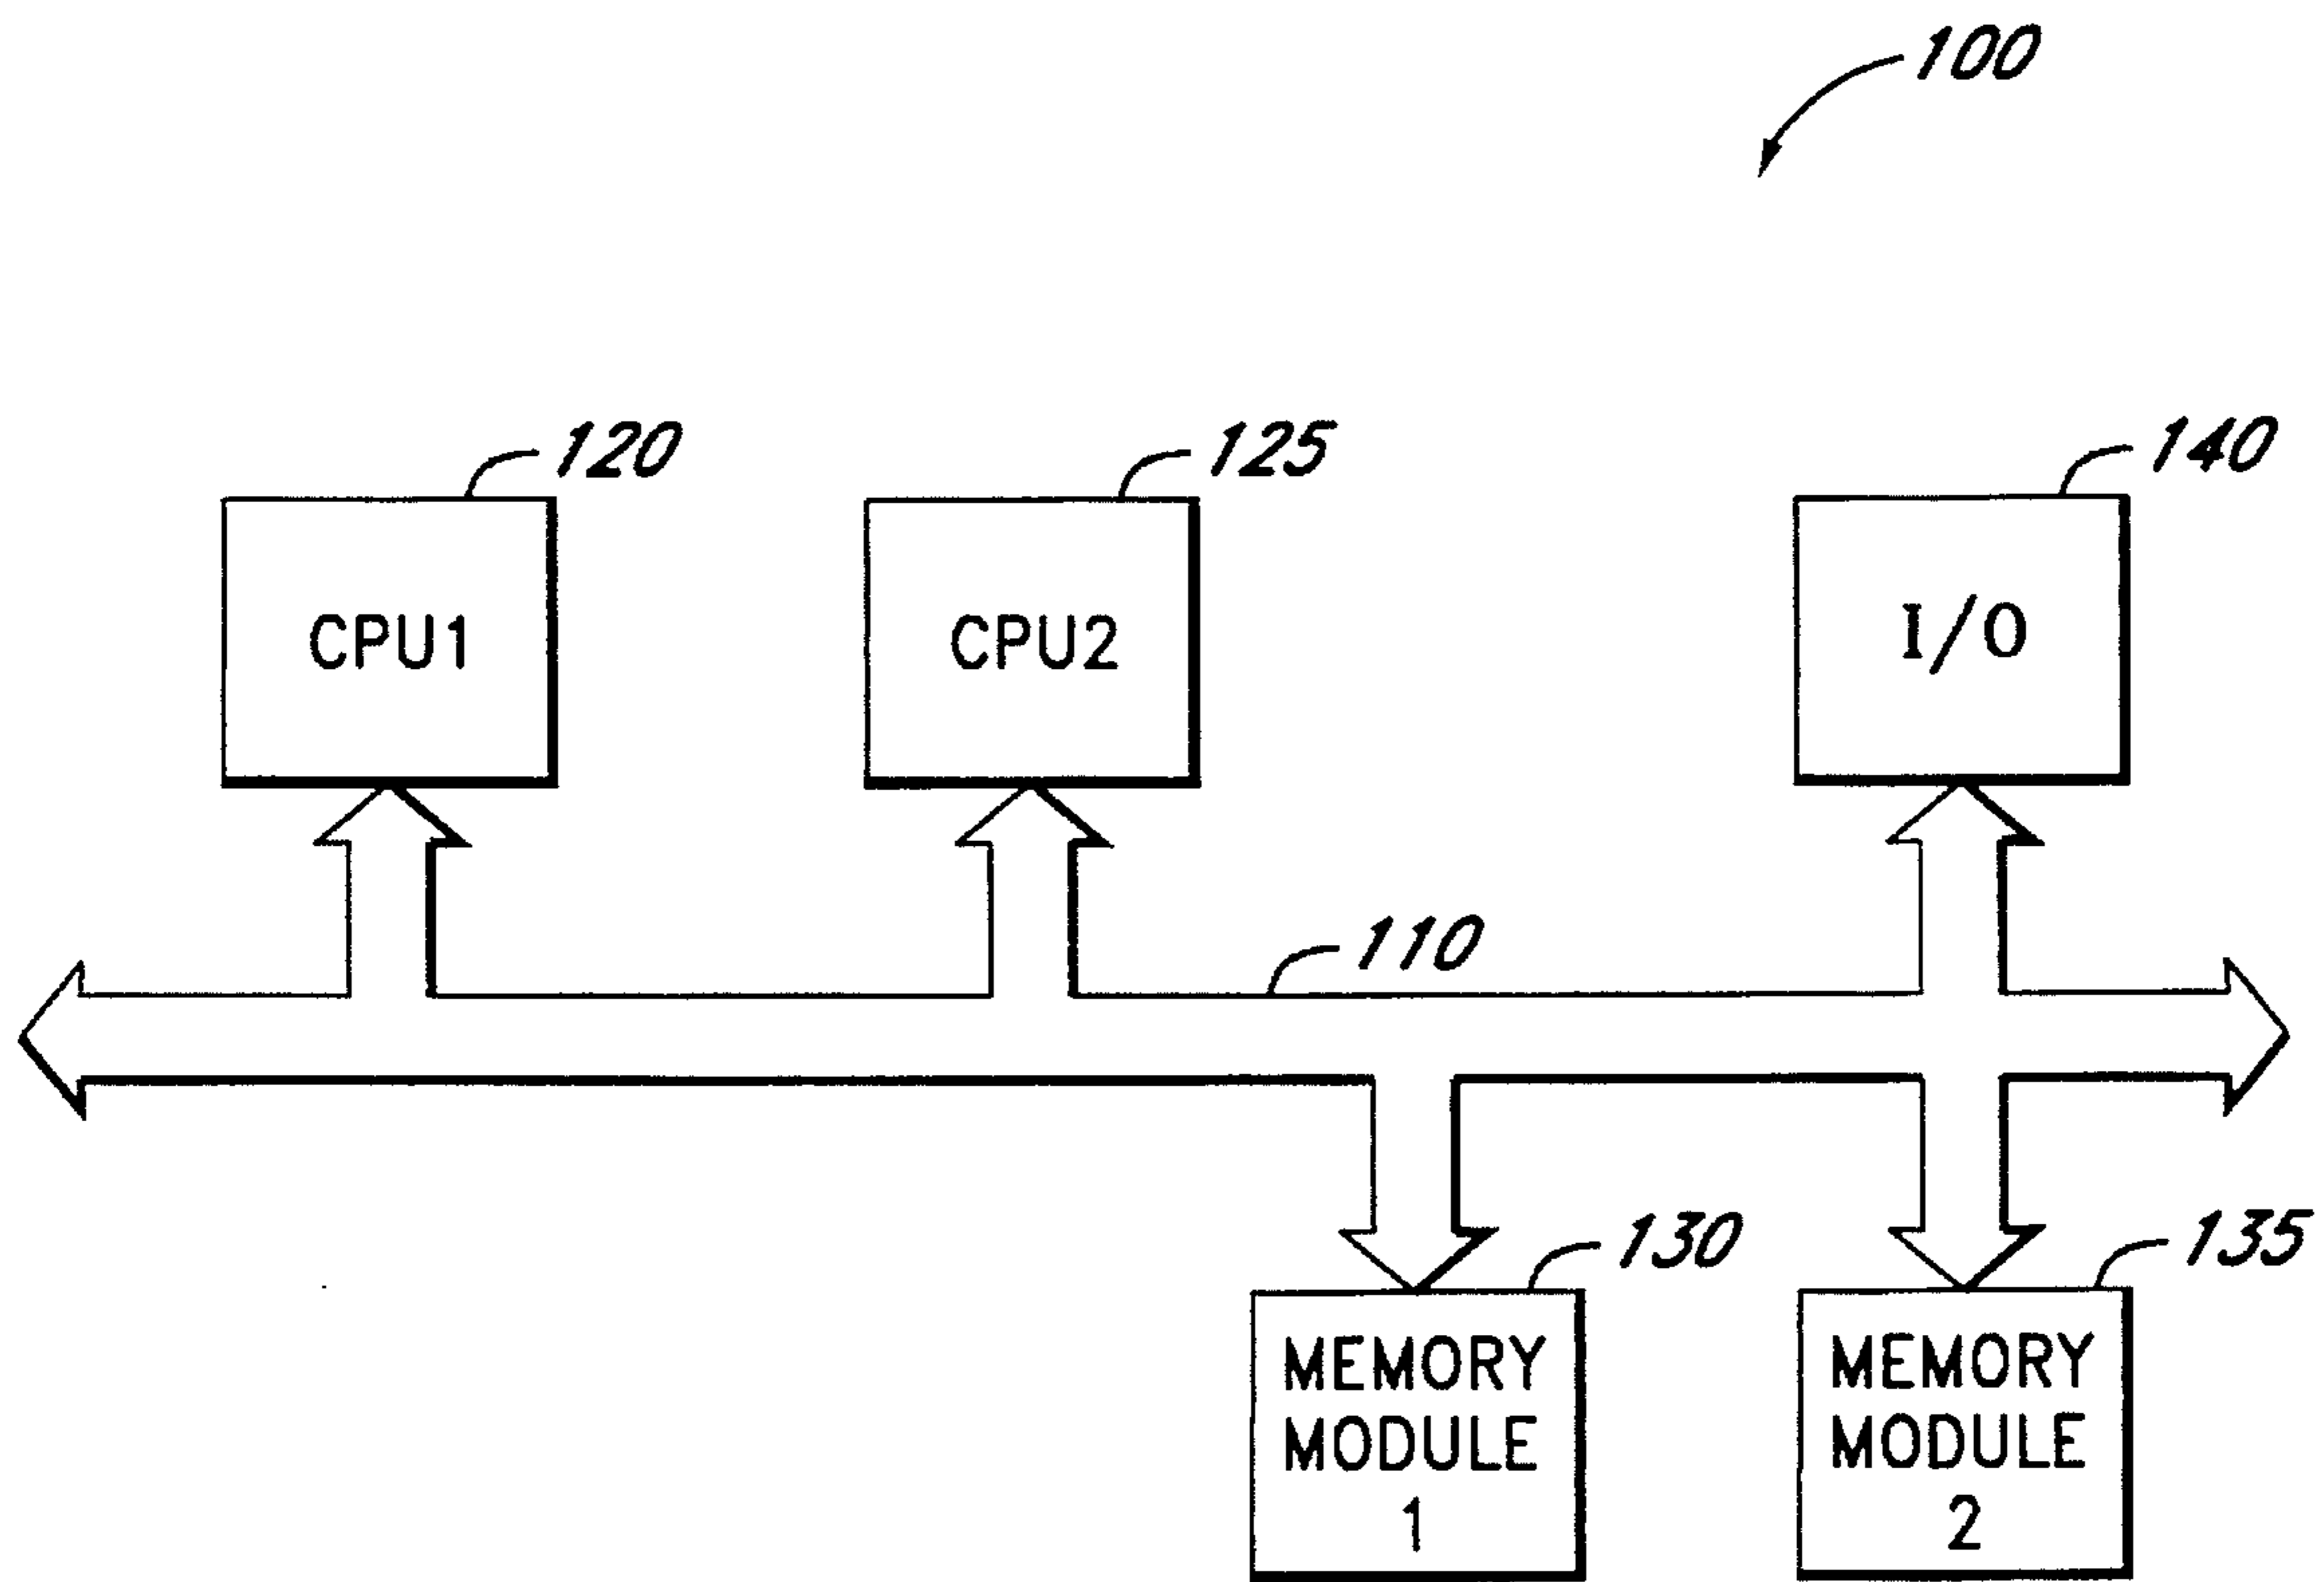 100
120
125
140
CPU1
CPU2
I/O
110
130
135
MEMORY
MODULE
1
MEMORY
MODULE
2